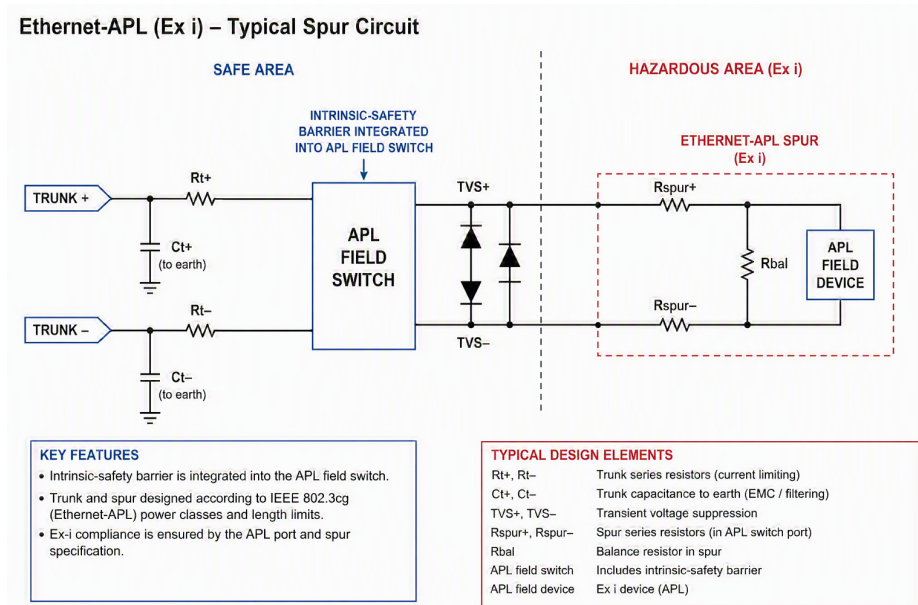 Ethernet-APL (Ex i) – Typical Spur Circuit
SAFE AREA
HAZARDOUS AREA (Ex i)
INTRINSIC-SAFETY
BARRIER INTEGRATED
INTO APL FIELD SWITCH
ETHERNET-APL SPUR
(Ex i)
TRUNK +
Rt+
Ct+
(to earth)
TRUNK –
Rt–
Ct–
(to earth)
APL
FIELD
SWITCH
TVS+
TVS–
Rspur+
Rspur–
Rbal
APL
FIELD
DEVICE
KEY FEATURES
• Intrinsic-safety barrier is integrated into the APL field switch.
• Trunk and spur designed according to IEEE 802.3cg
(Ethernet-APL) power classes and length limits.
• Ex-i compliance is ensured by the APL port and spur
specification.
TYPICAL DESIGN ELEMENTS
Rt+, Rt– Trunk series resistors (current limiting)
Ct+, Ct– Trunk capacitance to earth (EMC / filtering)
TVS+, TVS– Transient voltage suppression
Rspur+, Rspur– Spur series resistors (in APL switch port)
Rbal Balance resistor in spur
APL field switch Includes intrinsic-safety barrier
APL field device Ex i device (APL)